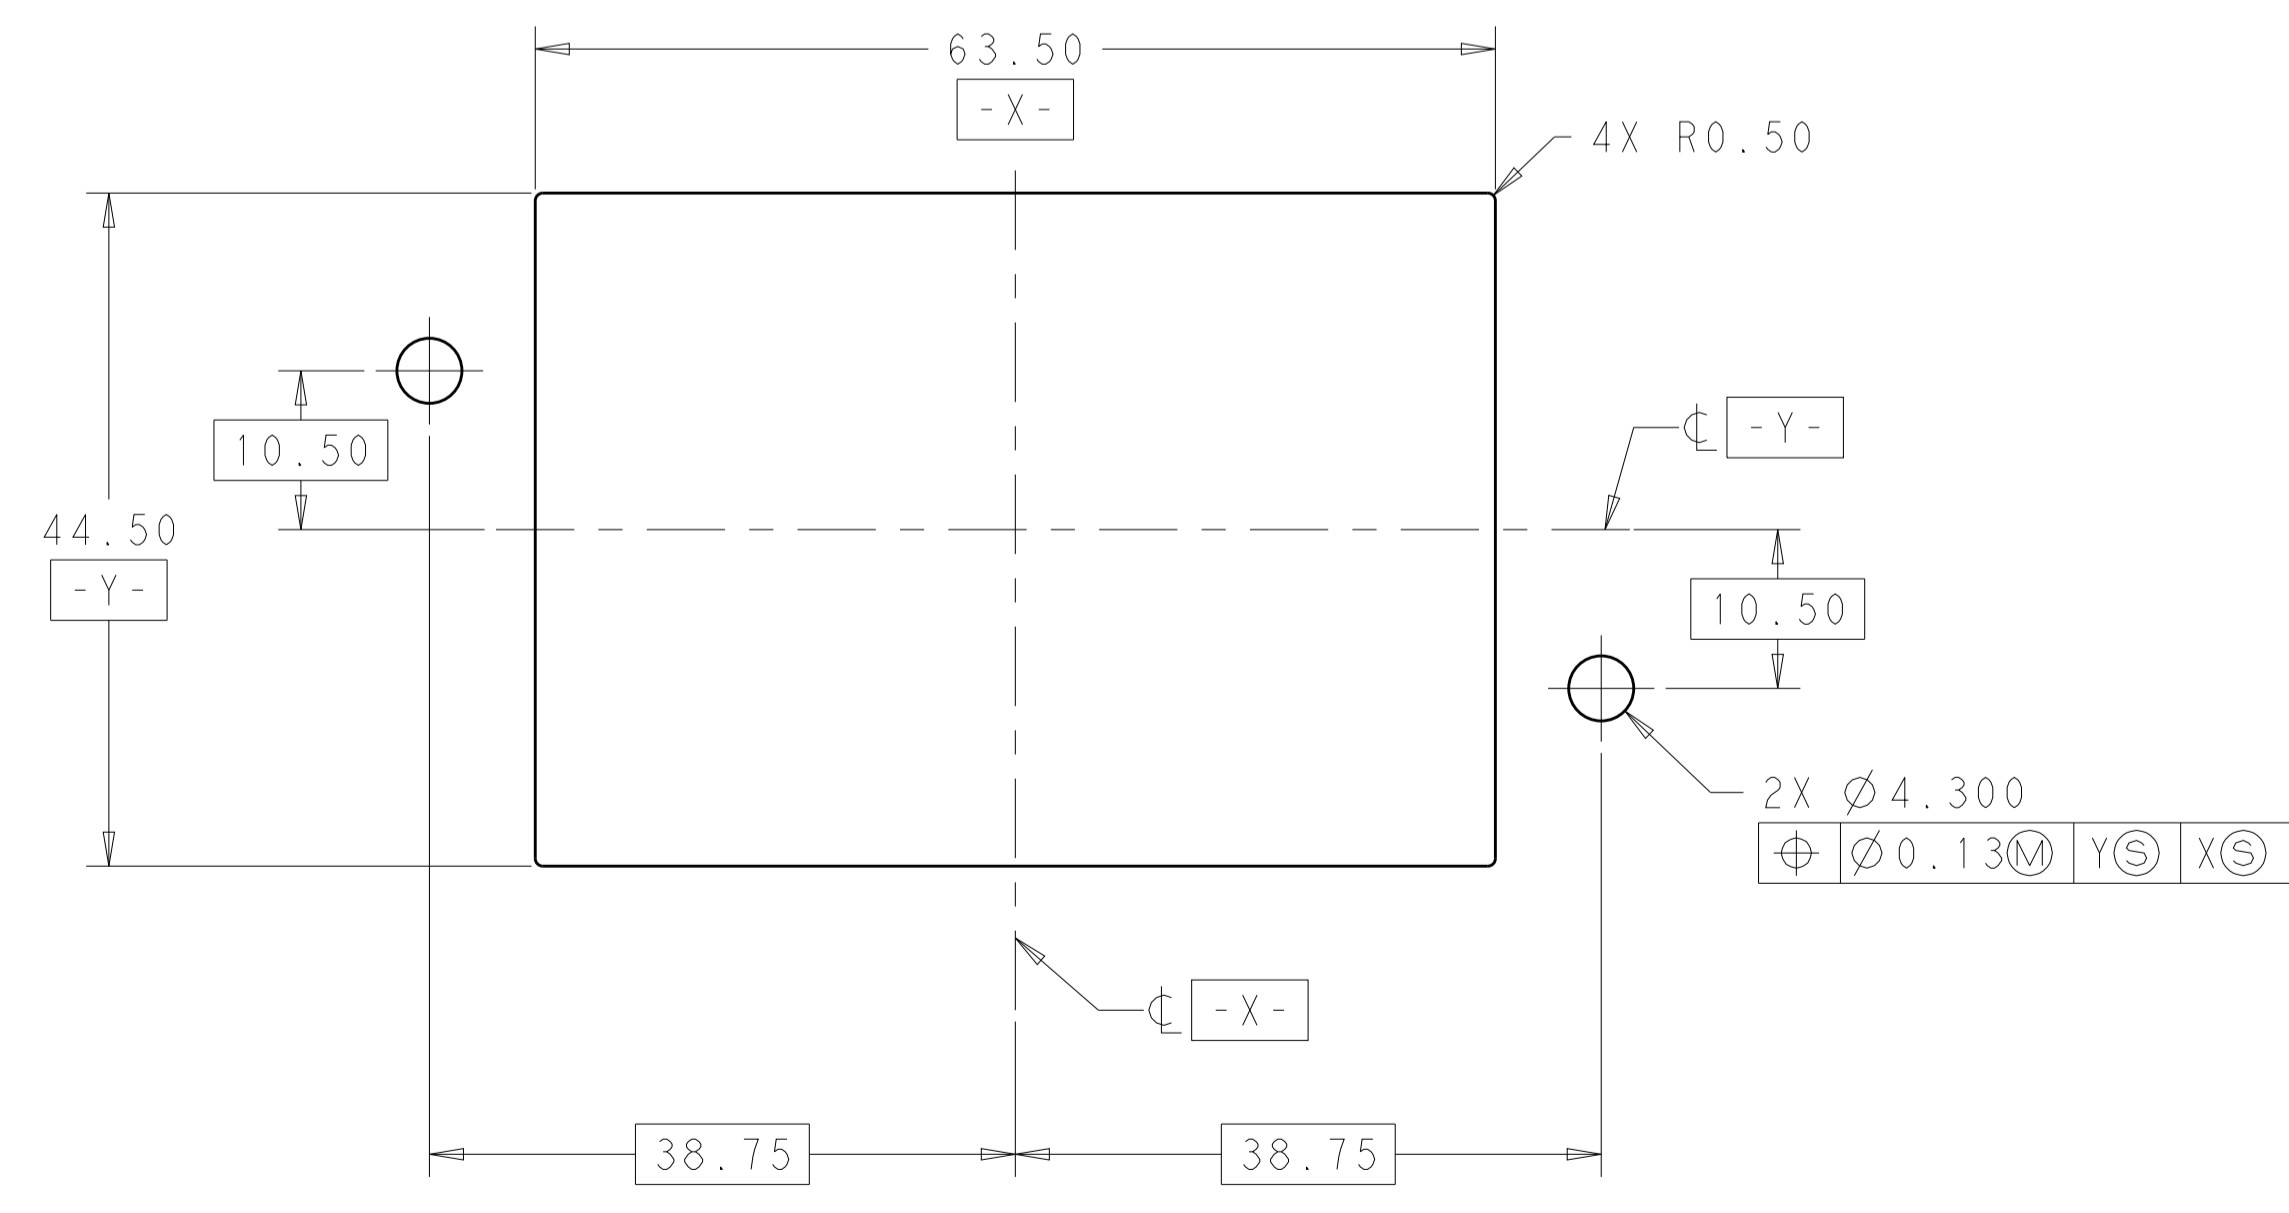 63.50
-X-
4X R0.50
℄ -Y-
10.50
44.50
-Y-
10.50
2X Ø4.300
⌖ Ø0.13Ⓜ YⓈ XⓈ
℄ -X-
38.75
38.75